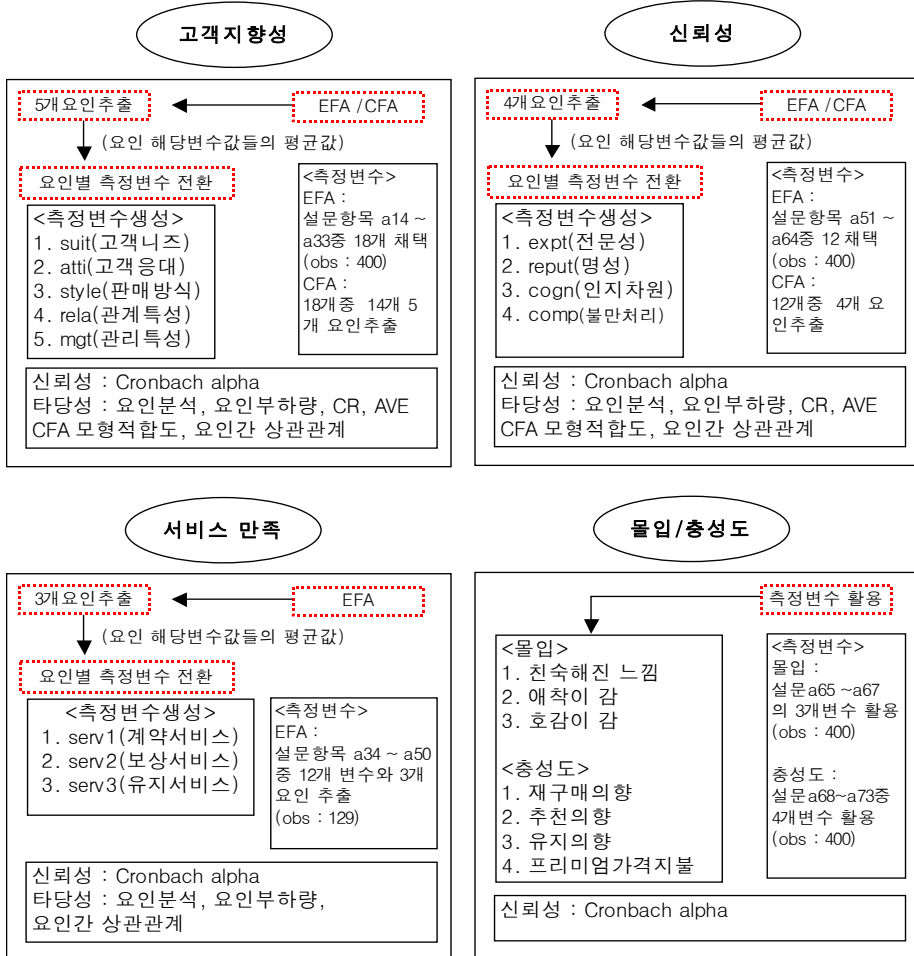 고객지향성
5개요인추출
EFA /CFA
(요인 해당변수값들의 평균값)
요인별 측정변수 전환
<측정변수생성>
1. suit(고객니즈)
2. atti(고객응대)
3. style(판매방식)
4. rela(관계특성)
5. mgt(관리특성)
<측정변수>
EFA :
설문항목 a14 ~
a33중 18개 채택
(obs : 400)
CFA :
18개중 14개 5
개 요인추출
신뢰성 : Cronbach alpha
타당성 : 요인분석, 요인부하량, CR, AVE
CFA 모형적합도, 요인간 상관관계
신뢰성
4개요인추출
EFA /CFA
(요인 해당변수값들의 평균값)
요인별 측정변수 전환
<측정변수생성>
1. expt(전문성)
2. reput(명성)
3. cogn(인지차원)
4. comp(불만처리)
<측정변수>
EFA :
설문항목 a51 ~
a64중 12 채택
(obs : 400)
CFA :
12개중 4개 요
인추출
신뢰성 : Cronbach alpha
타당성 : 요인분석, 요인부하량, CR, AVE
CFA 모형적합도, 요인간 상관관계
서비스 만족
3개요인추출
EFA
(요인 해당변수값들의 평균값)
요인별 측정변수 전환
<측정변수생성>
1. serv1(계약서비스)
2. serv2(보상서비스)
3. serv3(유지서비스)
<측정변수>
EFA :
설문항목 a34 ~ a50
중 12개 변수와 3개
요인 추출
(obs : 129)
신뢰성 : Cronbach alpha
타당성 : 요인분석, 요인부하량,
요인간 상관관계
몰입/충성도
측정변수 활용
<몰입>
1. 친숙해진 느낌
2. 애착이 감
3. 호감이 감
<충성도>
1. 재구매의향
2. 추천의향
3. 유지의향
4. 프리미엄가격지불
<측정변수>
몰입 :
설문a65 ~a67
의 3개변수 활용
(obs : 400)
충성도 :
설문a68~a73중
4개변수 활용
(obs : 400)
신뢰성 : Cronbach alpha